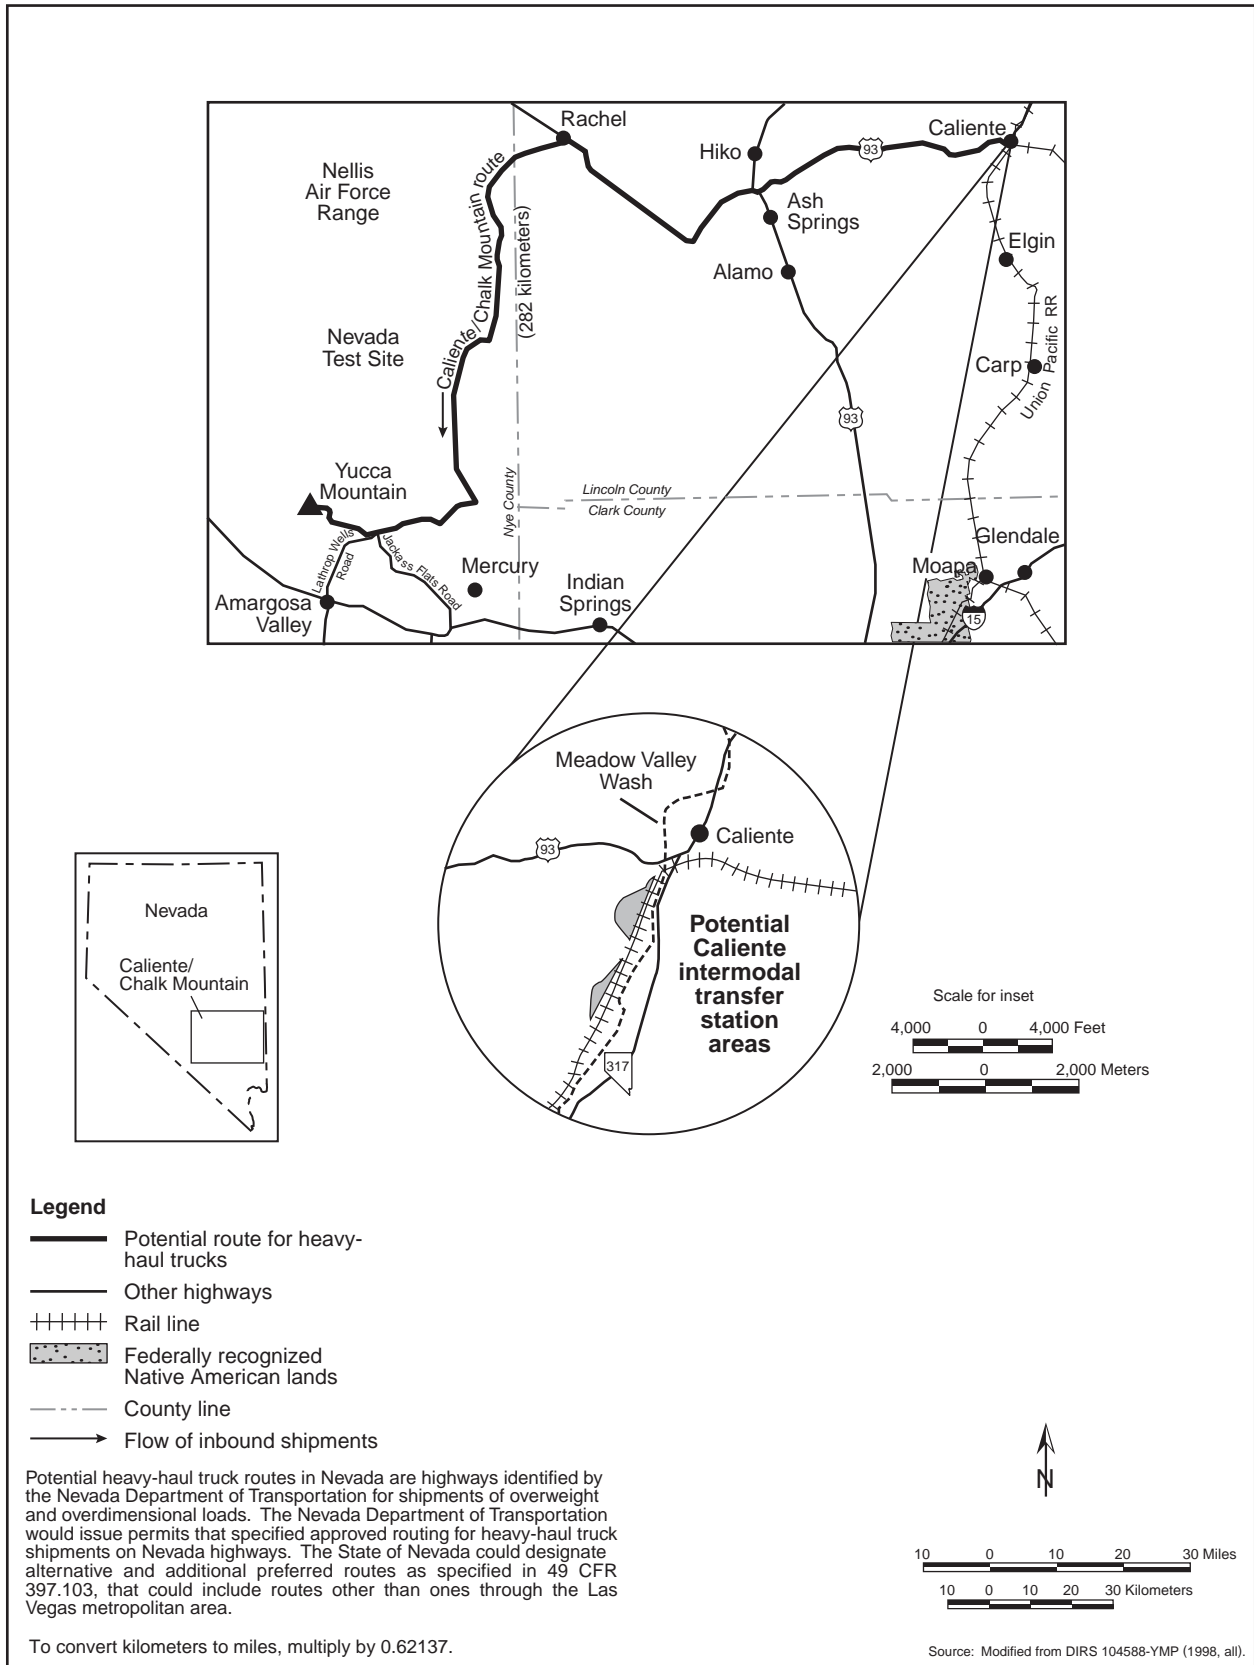 Rachel
Caliente
Hiko
93
Nellis
Air Force
Range
Caliente/Chalk Mountain route
(282 kilometers)
Ash
Springs
Elgin
Alamo
Nevada
Test Site
Union Pacific RR
Carp
93
Yucca
Mountain
Nye County
Lincoln County
Clark County
Glendale
Lathrop Wells
Road
Jackass Flats Road
Mercury
Moapa
Indian
Springs
Amargosa
Valley
15
Meadow Valley
Wash
Caliente
93
Potential
Caliente
intermodal
transfer
station
areas
317
Nevada
Caliente/
Chalk Mountain
Scale for inset
4,000 0 4,000 Feet
2,000 0 2,000 Meters
Legend
Potential route for heavy-
haul trucks
Other highways
Rail line
Federally recognized
Native American lands
County line
Flow of inbound shipments
Potential heavy-haul truck routes in Nevada are highways identified by
the Nevada Department of Transportation for shipments of overweight
and overdimensional loads. The Nevada Department of Transportation
would issue permits that specified approved routing for heavy-haul truck
shipments on Nevada highways. The State of Nevada could designate
alternative and additional preferred routes as specified in 49 CFR
397.103, that could include routes other than ones through the Las
Vegas metropolitan area.
To convert kilometers to miles, multiply by 0.62137.
N
10 0 10 20 30 Miles
10 0 10 20 30 Kilometers
Source: Modified from DIRS 104588-YMP (1998, all).